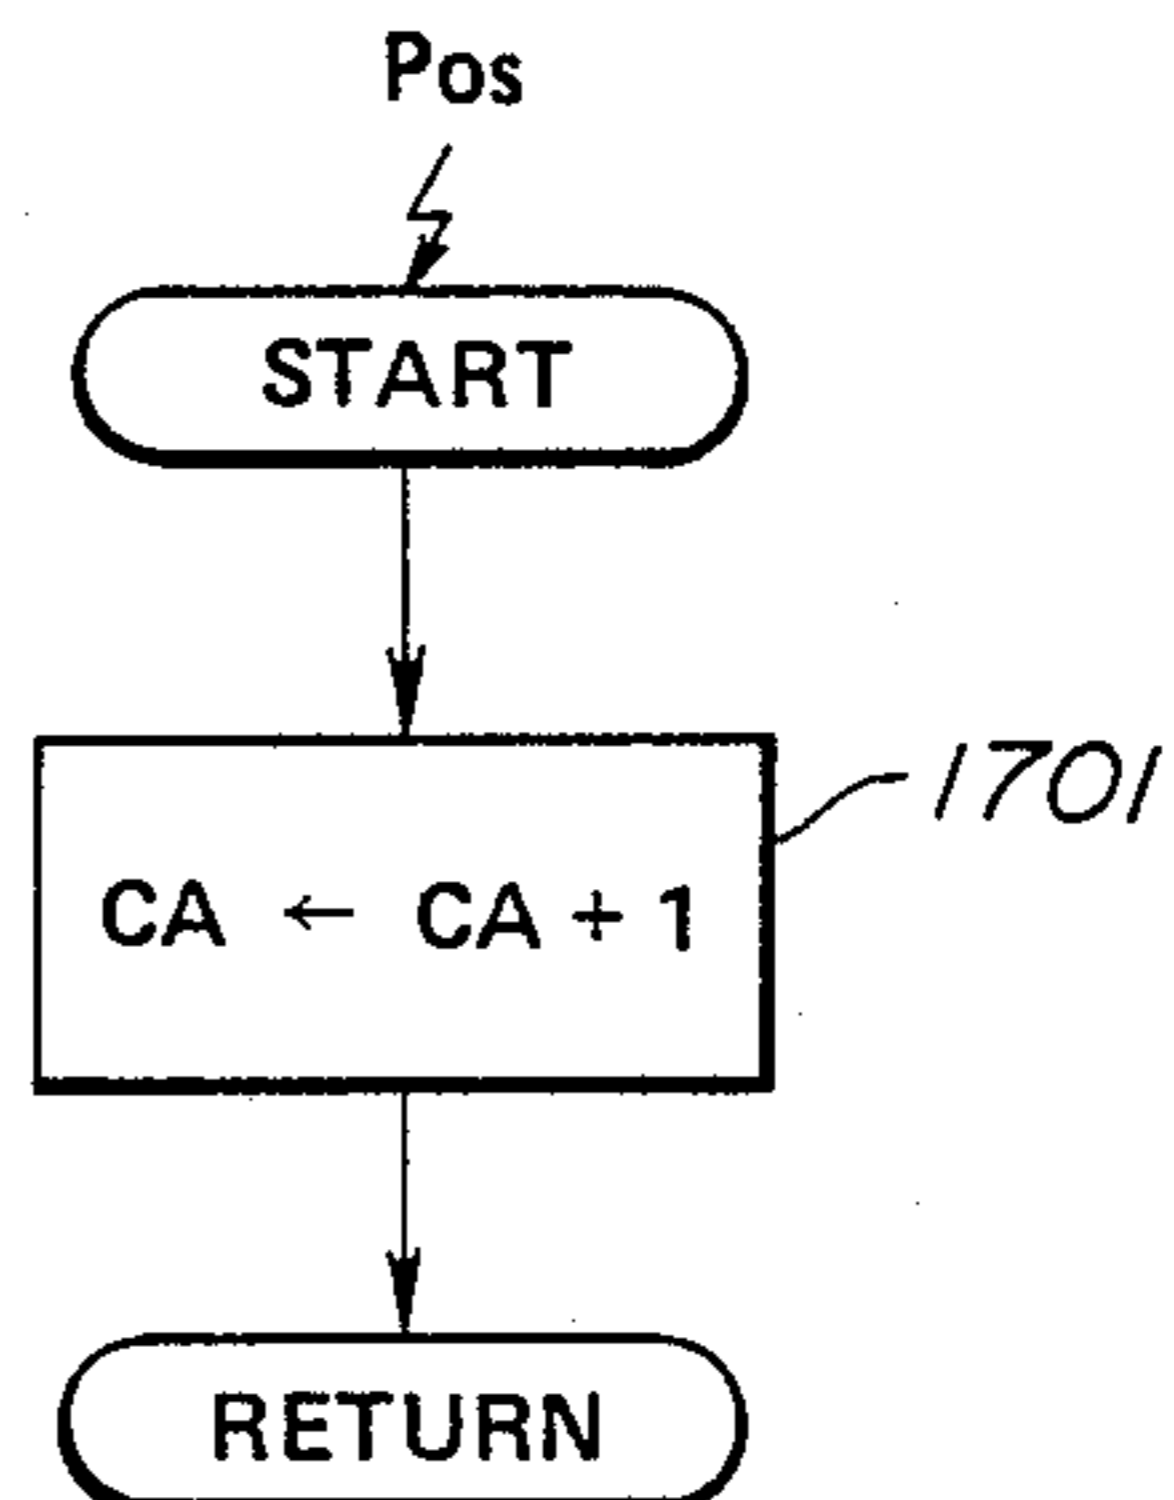 Pos
START
1701
CA ← CA + 1
RETURN